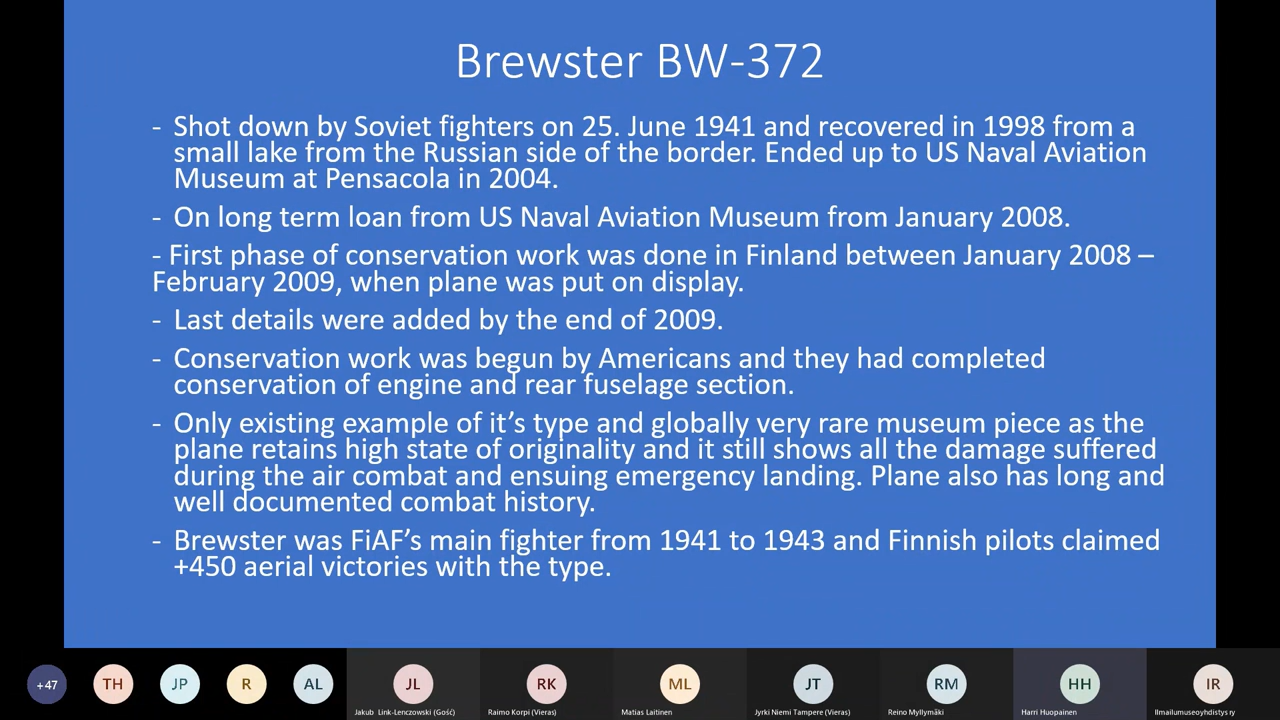 Brewster BW-372
- Shot down by Soviet fighters on 25. June 1941 and recovered in 1998 from a
small lake from the Russian side of the border. Ended up to US Naval Aviation
Museum at Pensacola in 2004.
- On long term loan from US Naval Aviation Museum from January 2008.
- First phase of conservation work was done in Finland between January 2008 –
February 2009, when plane was put on display.
- Last details were added by the end of 2009.
- Conservation work was begun by Americans and they had completed
conservation of engine and rear fuselage section.
- Only existing example of it’s type and globally very rare museum piece as the
plane retains high state of originality and it still shows all the damage suffered
during the air combat and ensuing emergency landing. Plane also has long and
well documented combat history.
- Brewster was FiAF’s main fighter from 1941 to 1943 and Finnish pilots claimed
+450 aerial victories with the type.
+47 TH JP R AL JL RK ML JT RM HH IR
Jakub Link-Lenczowski (Gość) Raimo Korpi (Vieras) Matias Laitinen Jyrki Niemi Tampere (Vieras) Reino Myllymäki Harri Huopainen Ilmailumuseoyhdistys ry